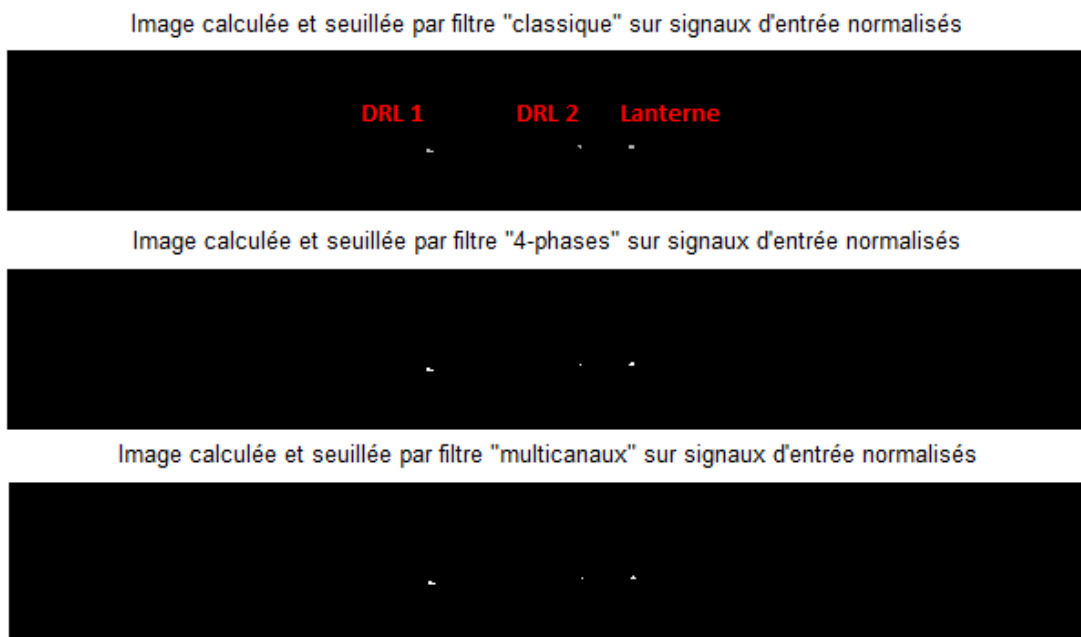 Image calculée et seuillée par filtre "classique" sur signaux d'entrée normalisés
DRL 1 DRL 2 Lanterne
Image calculée et seuillée par filtre "4-phases" sur signaux d'entrée normalisés
Image calculée et seuillée par filtre "multicanaux" sur signaux d'entrée normalisés